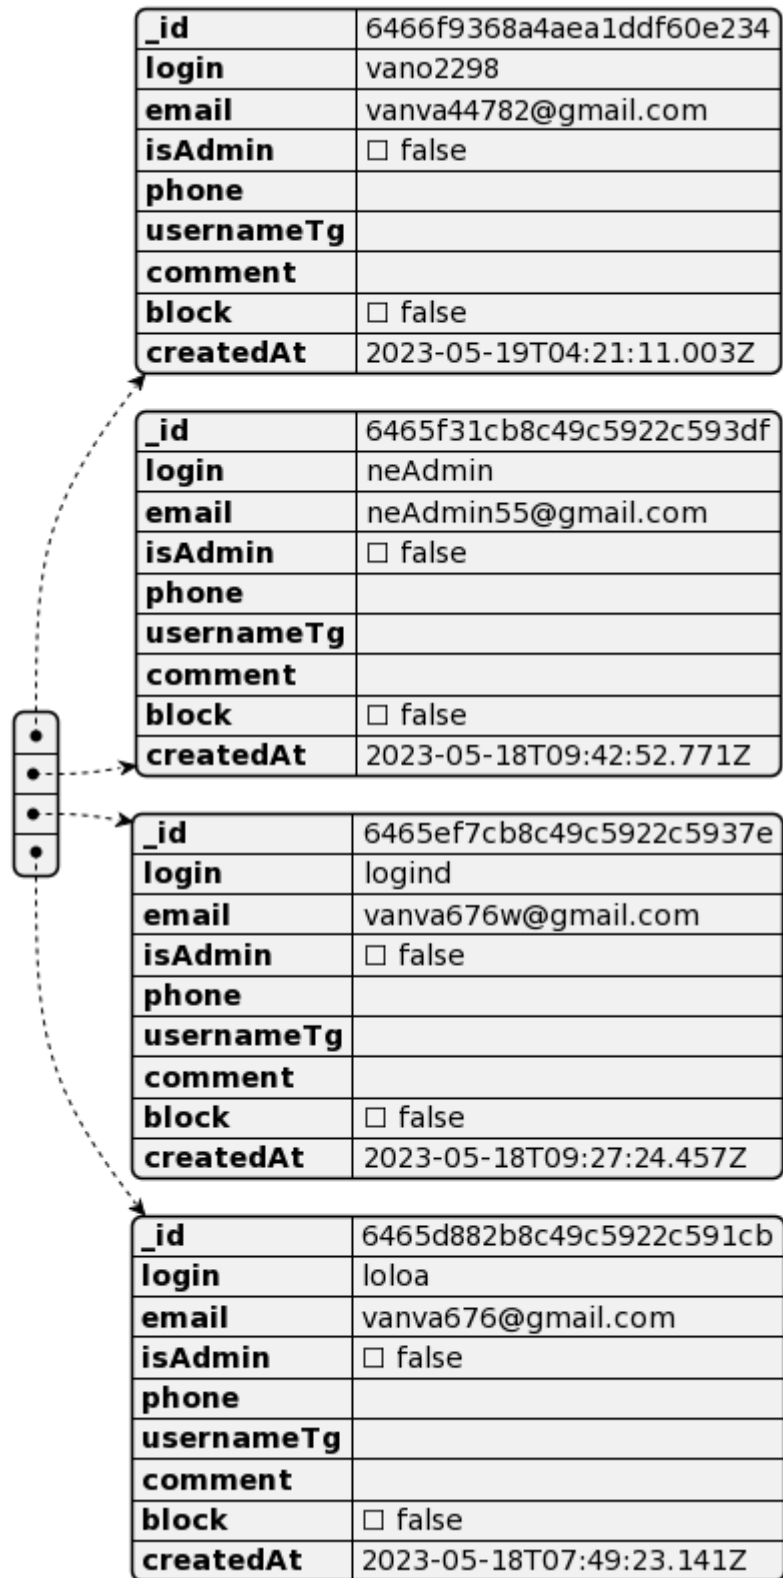 _id 6466f9368a4aea1ddf60e234
login vano2298
email vanva44782@gmail.com
isAdmin ☐ false
phone
usernameTg
comment
block ☐ false
createdAt 2023-05-19T04:21:11.003Z
_id 6465f31cb8c49c5922c593df
login neAdmin
email neAdmin55@gmail.com
isAdmin ☐ false
phone
usernameTg
comment
block ☐ false
createdAt 2023-05-18T09:42:52.771Z
_id 6465ef7cb8c49c5922c5937e
login logind
email vanva676w@gmail.com
isAdmin ☐ false
phone
usernameTg
comment
block ☐ false
createdAt 2023-05-18T09:27:24.457Z
_id 6465d882b8c49c5922c591cb
login loloa
email vanva676@gmail.com
isAdmin ☐ false
phone
usernameTg
comment
block ☐ false
createdAt 2023-05-18T07:49:23.141Z